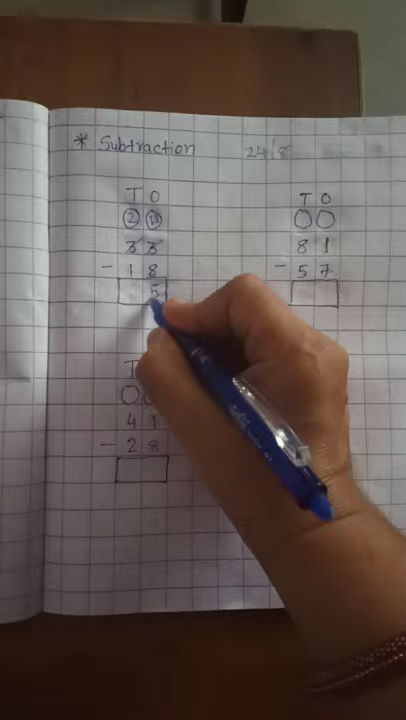 * Subtraction 24/8
T O
2 13
3 3
- 1 8
5
T O
8 1
- 5 7
T
4 1
- 2 8